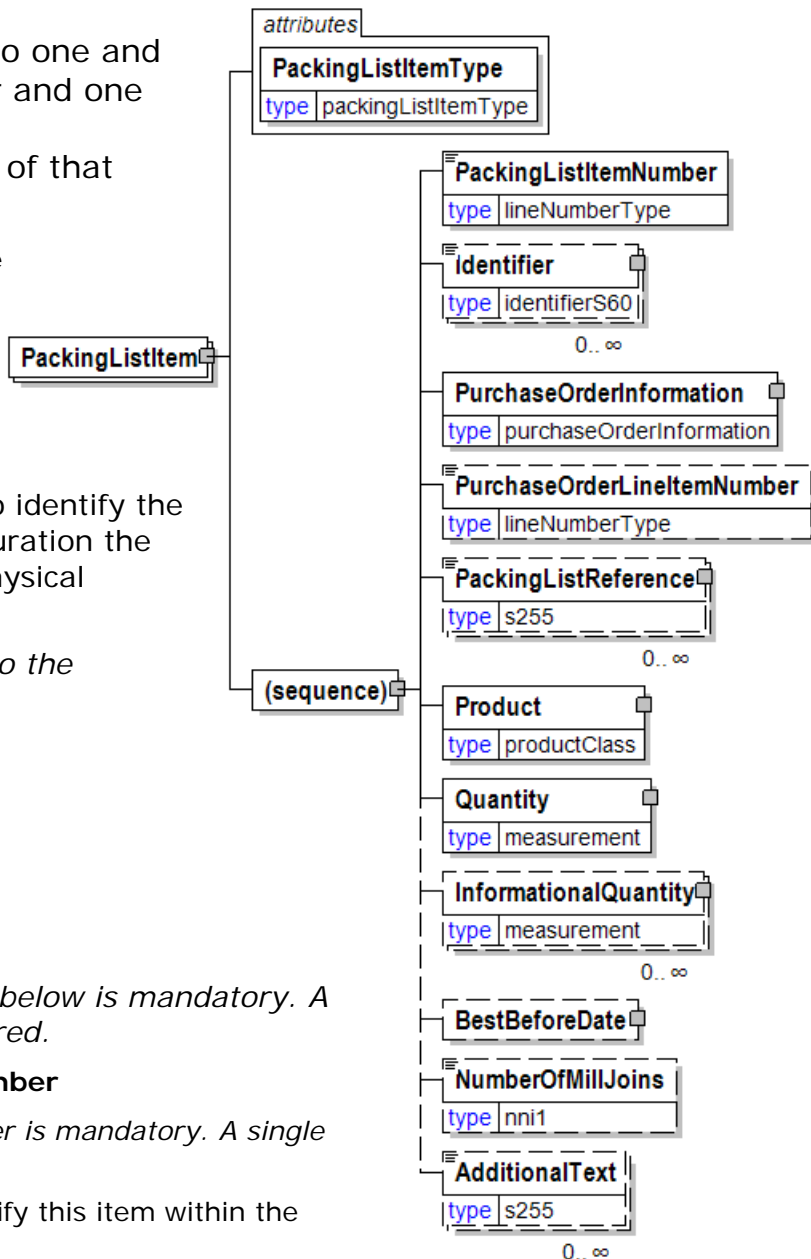 o one and
r and one
of that
e
o identify the
uration the
hysical
o the
below is mandatory. A
red.
nber
er is mandatory. A single
ify this item within the
PackingListItem
attributes
PackingListItemType
type packingListItemType
(sequence)
PackingListItemNumber
type lineNumberType
Identifier
type identifierS60
0.. ∞
PurchaseOrderInformation
type purchaseOrderInformation
PurchaseOrderLineItemNumber
type lineNumberType
PackingListReference
type s255
0.. ∞
Product
type productClass
Quantity
type measurement
InformationalQuantity
type measurement
0.. ∞
BestBeforeDate
NumberOfMillJoins
type nni1
AdditionalText
type s255
0.. ∞